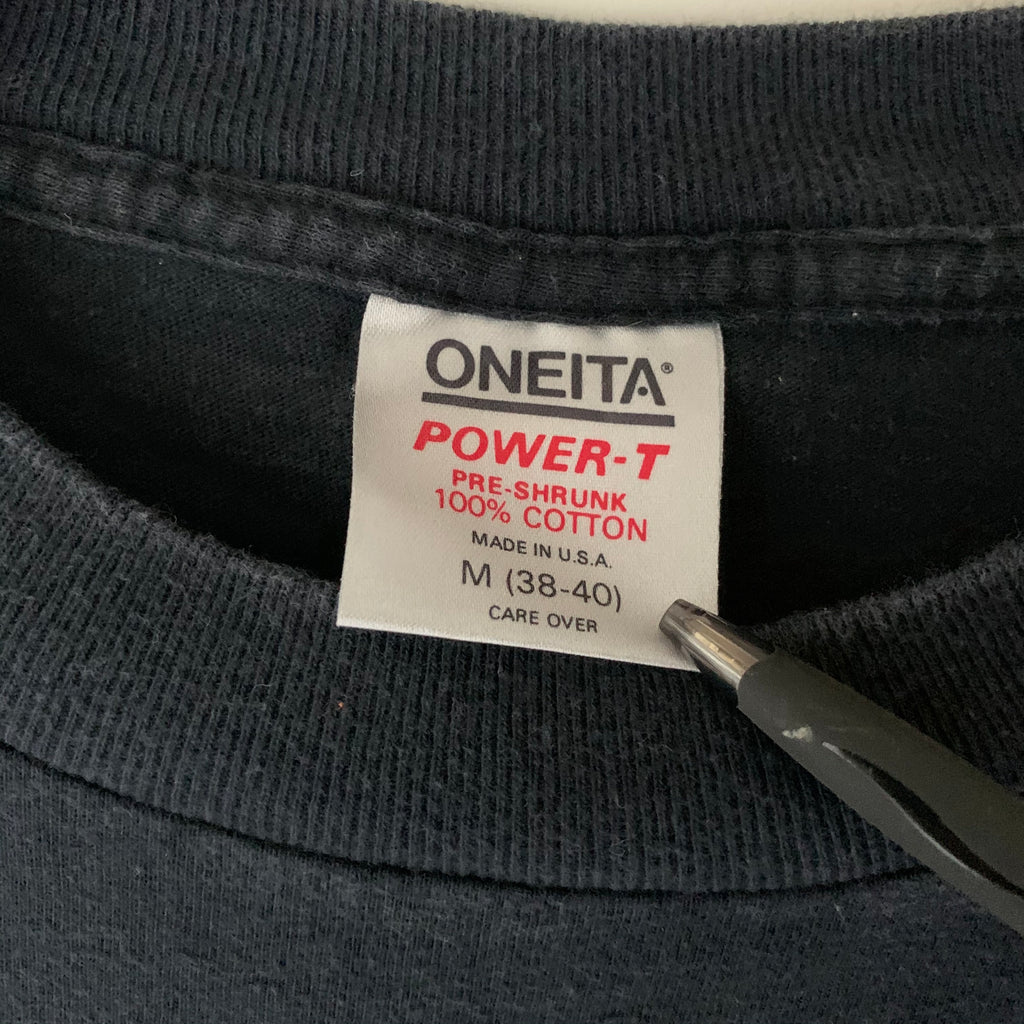 ONEITA®
POWER-T
PRE-SHRUNK
100% COTTON
MADE IN U.S.A.
M (38-40)
CARE OVER